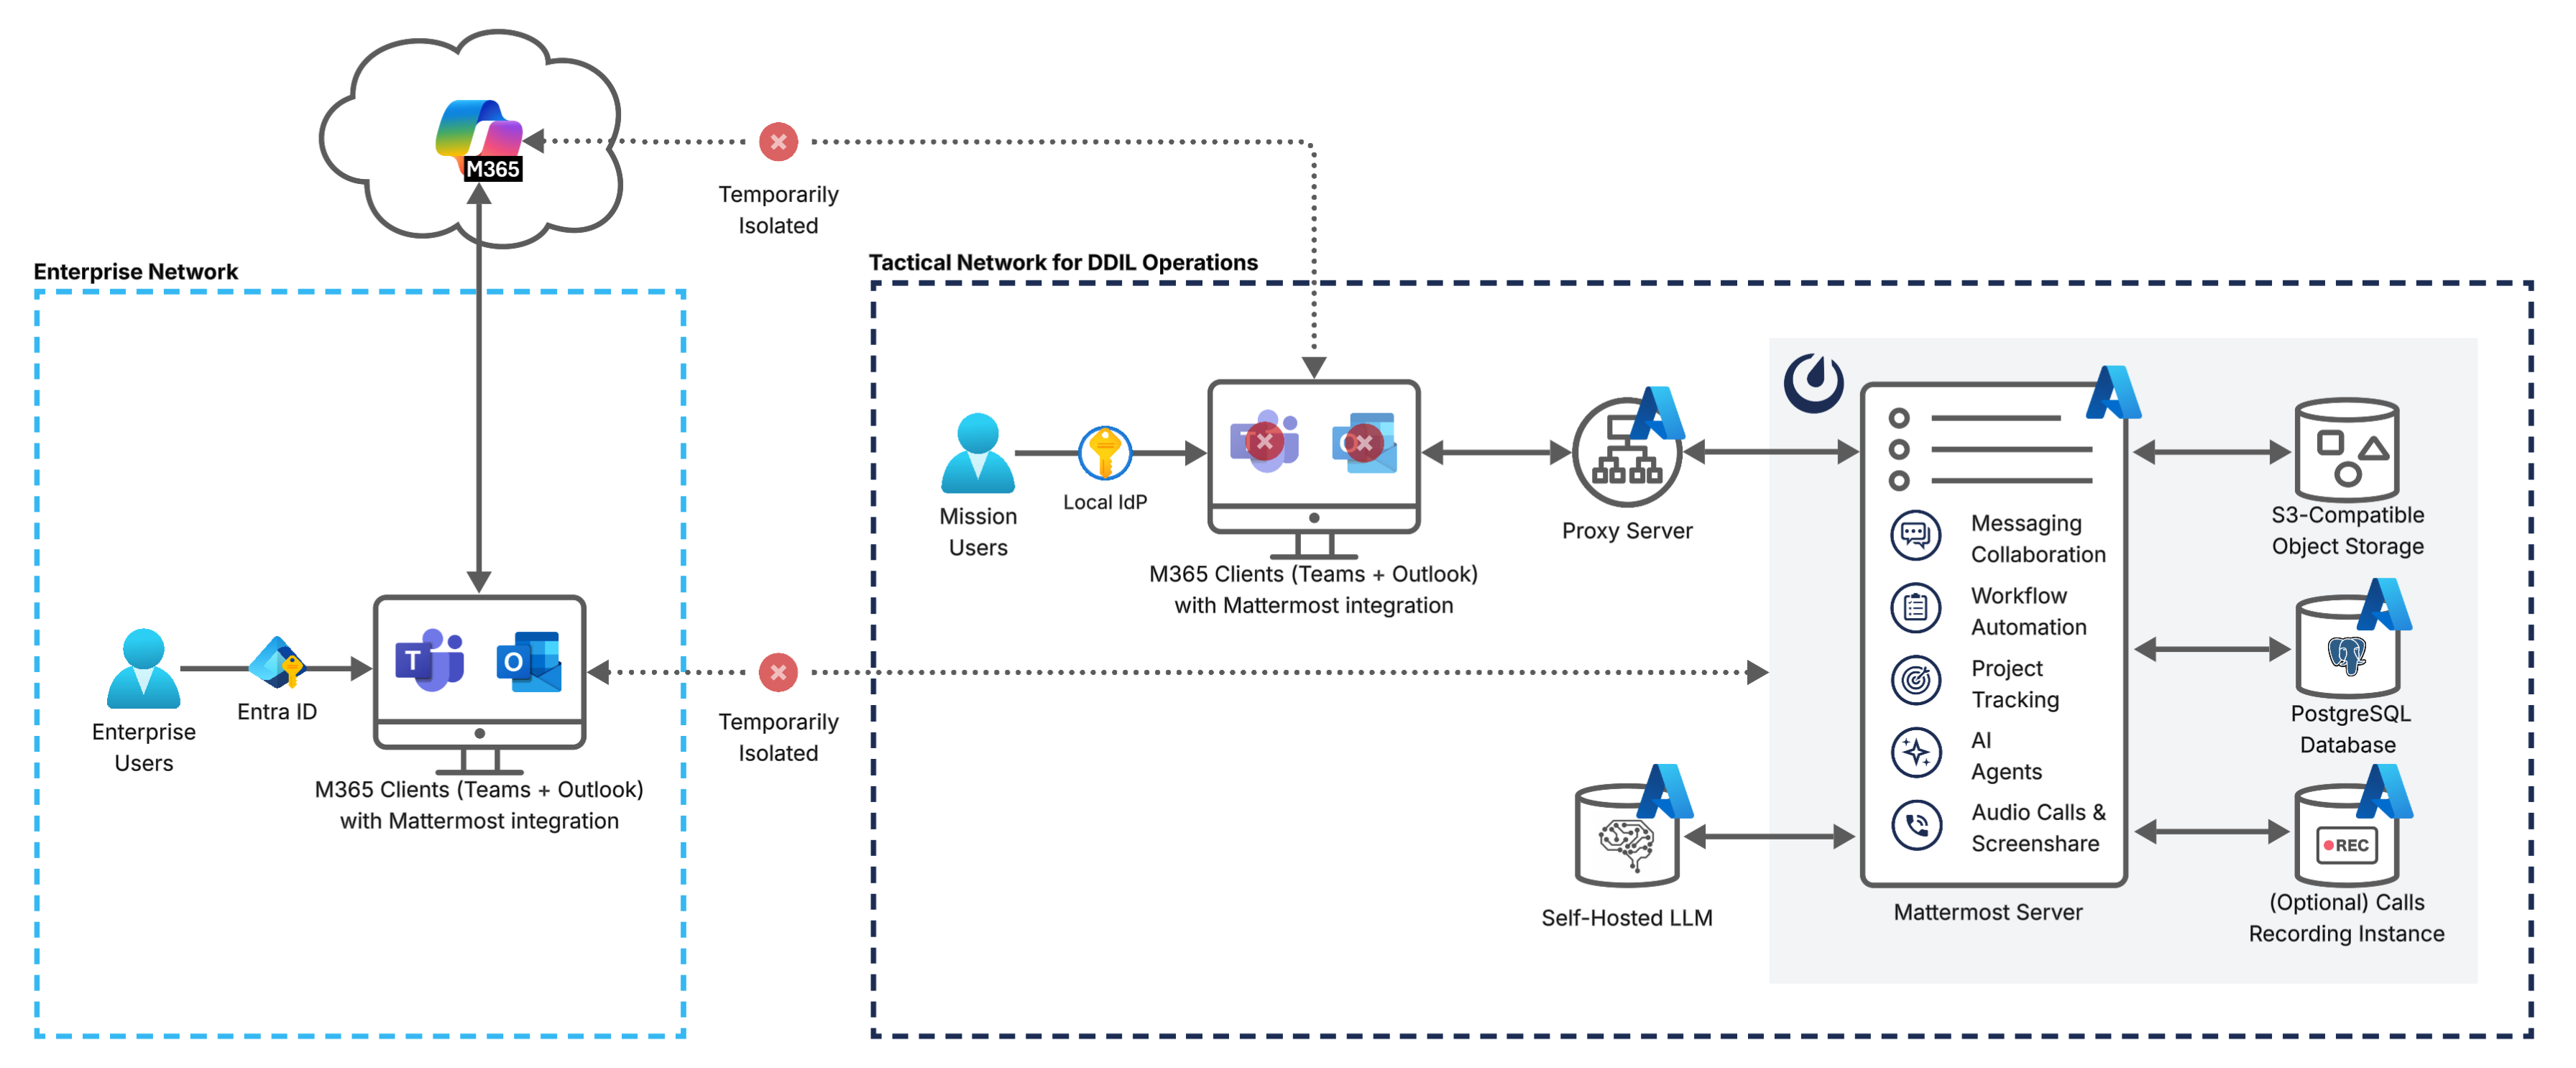 M365
Temporarily
Isolated
Enterprise Network
Tactical Network for DDIL Operations
Mission
Users
Local IdP
T
O
M365 Clients (Teams + Outlook)
with Mattermost integration
Proxy Server
Messaging
Collaboration
Workflow
Automation
Project
Tracking
AI
Agents
Audio Calls &
Screenshare
Mattermost Server
S3-Compatible
Object Storage
PostgreSQL
Database
REC
(Optional) Calls
Recording Instance
Enterprise
Users
Entra ID
T
O
M365 Clients (Teams + Outlook)
with Mattermost integration
Temporarily
Isolated
Self-Hosted LLM